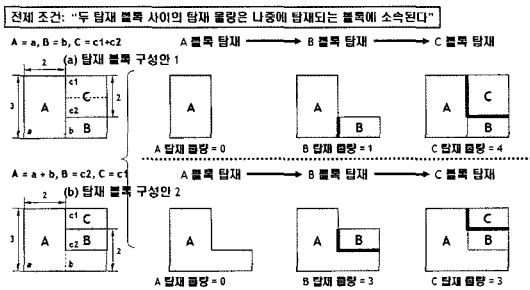 전제 조건: "두 탑재 블록 사이의 탑재 물량은 나중에 탑재되는 블록에 소속된다"
A = a, B = b, C = c1+c2
A 블록 탑재 B 블록 탑재 C 블록 탑재
2
(a) 탑재 블록 구성안 1
3 A a c1 C c2 b B 2
A A B A C B
A 탑재 물량 = 0 B 탑재 물량 = 1 C 탑재 물량 = 4
A = a + b, B = c2, C = c1
A 블록 탑재 B 블록 탑재 C 블록 탑재
2
(b) 탑재 블록 구성안 2
3 A a c1 C c2 B b 2
A A B A C B
A 탑재 물량 = 0 B 탑재 물량 = 3 C 탑재 물량 = 3